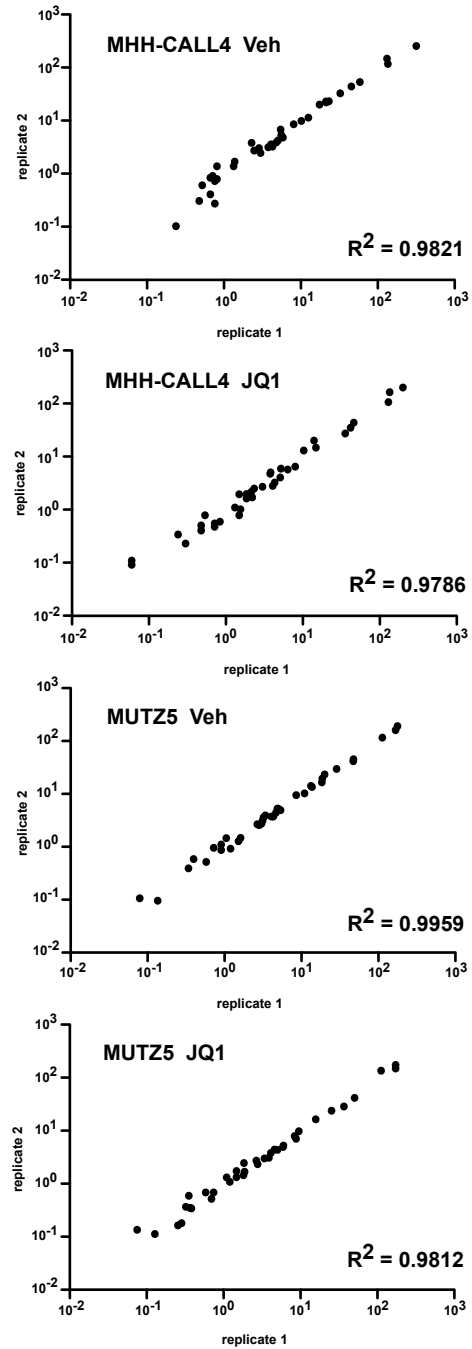 MHH-CALL4 Veh
10³
10²
10¹
10⁰
10⁻¹
10⁻²
replicate 2
R² = 0.9821
10⁻² 10⁻¹ 10⁰ 10¹ 10² 10³
replicate 1
MHH-CALL4 JQ1
10³
10²
10¹
10⁰
10⁻¹
10⁻²
replicate 2
R² = 0.9786
10⁻² 10⁻¹ 10⁰ 10¹ 10² 10³
replicate 1
MUTZ5 Veh
10³
10²
10¹
10⁰
10⁻¹
10⁻²
replicate 2
R² = 0.9959
10⁻² 10⁻¹ 10⁰ 10¹ 10² 10³
replicate 1
MUTZ5 JQ1
10³
10²
10¹
10⁰
10⁻¹
10⁻²
replicate 2
R² = 0.9812
10⁻² 10⁻¹ 10⁰ 10¹ 10² 10³
replicate 1